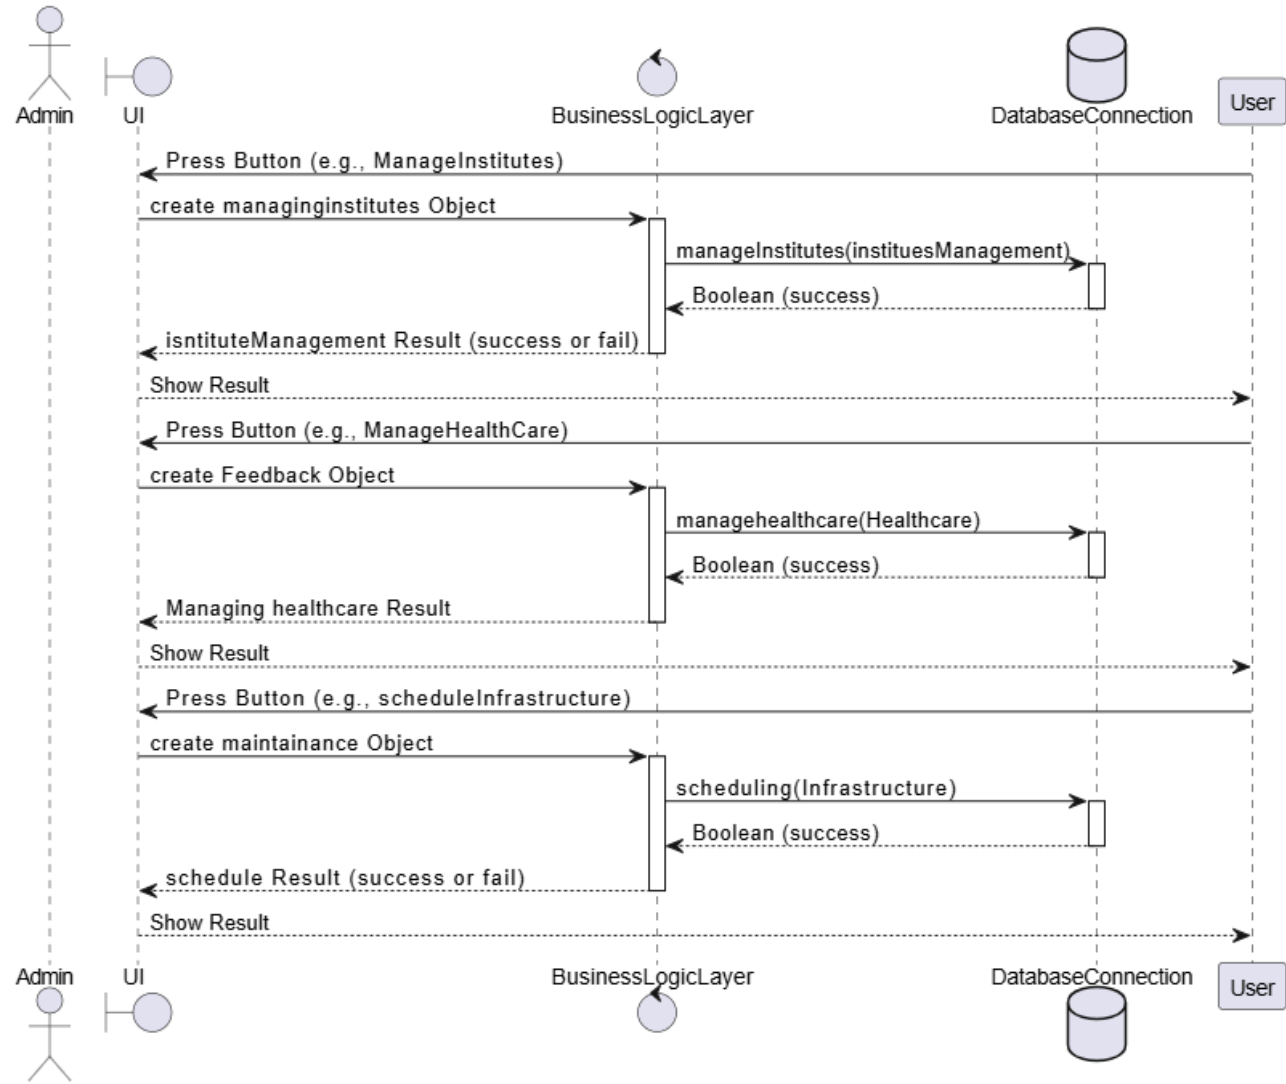 Admin
UI
BusinessLogicLayer
DatabaseConnection
User
Press Button (e.g., ManageInstitutes)
create managinginstitutes Object
manageInstitutes(instituesManagement)
Boolean (success)
isntituteManagement Result (success or fail)
Show Result
Press Button (e.g., ManageHealthCare)
create Feedback Object
managehealthcare(Healthcare)
Boolean (success)
Managing healthcare Result
Show Result
Press Button (e.g., scheduleInfrastructure)
create maintainance Object
scheduling(Infrastructure)
Boolean (success)
schedule Result (success or fail)
Show Result
Admin
UI
BusinessLogicLayer
DatabaseConnection
User